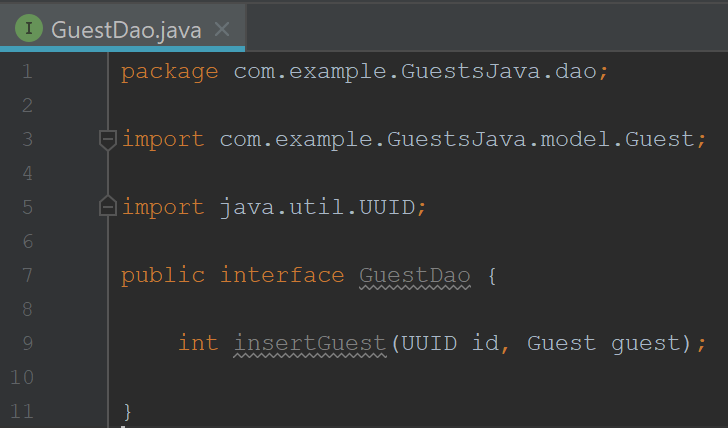 I GuestDao.java ×
1 package com.example.GuestsJava.dao;
2
3 import com.example.GuestsJava.model.Guest;
4
5 import java.util.UUID;
6
7 public interface GuestDao {
8
9 int insertGuest(UUID id, Guest guest);
10
11 }